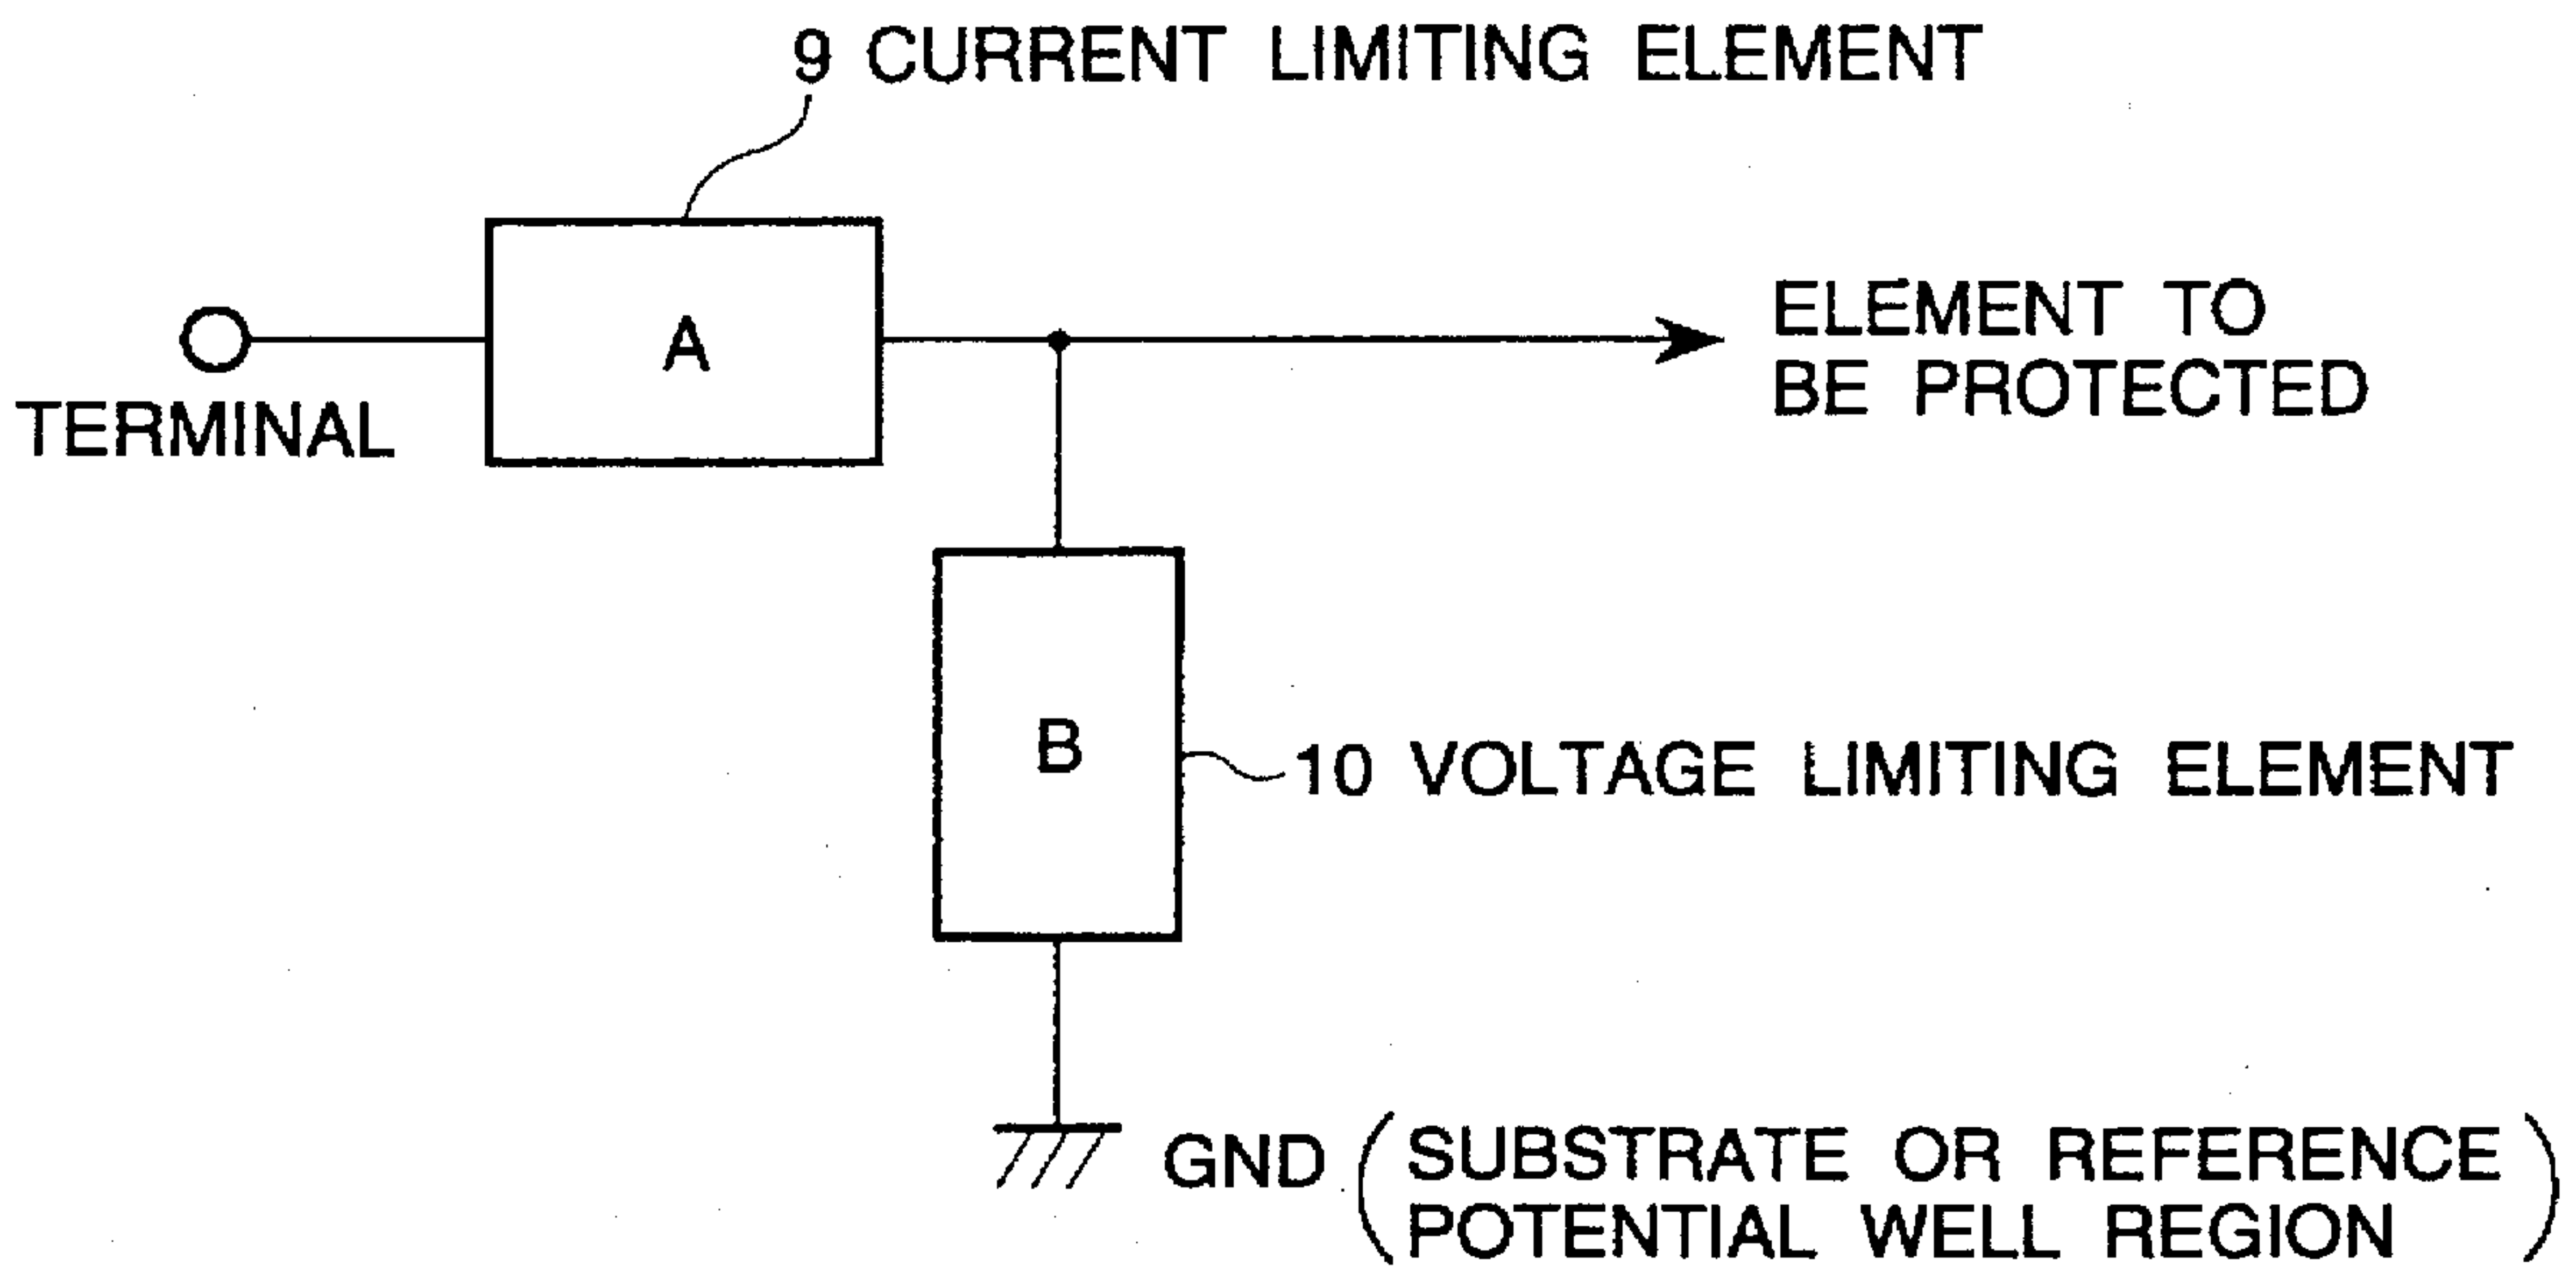 9 CURRENT LIMITING ELEMENT
A
TERMINAL
ELEMENT TO
BE PROTECTED
B
10 VOLTAGE LIMITING ELEMENT
GND (SUBSTRATE OR REFERENCE
POTENTIAL WELL REGION)